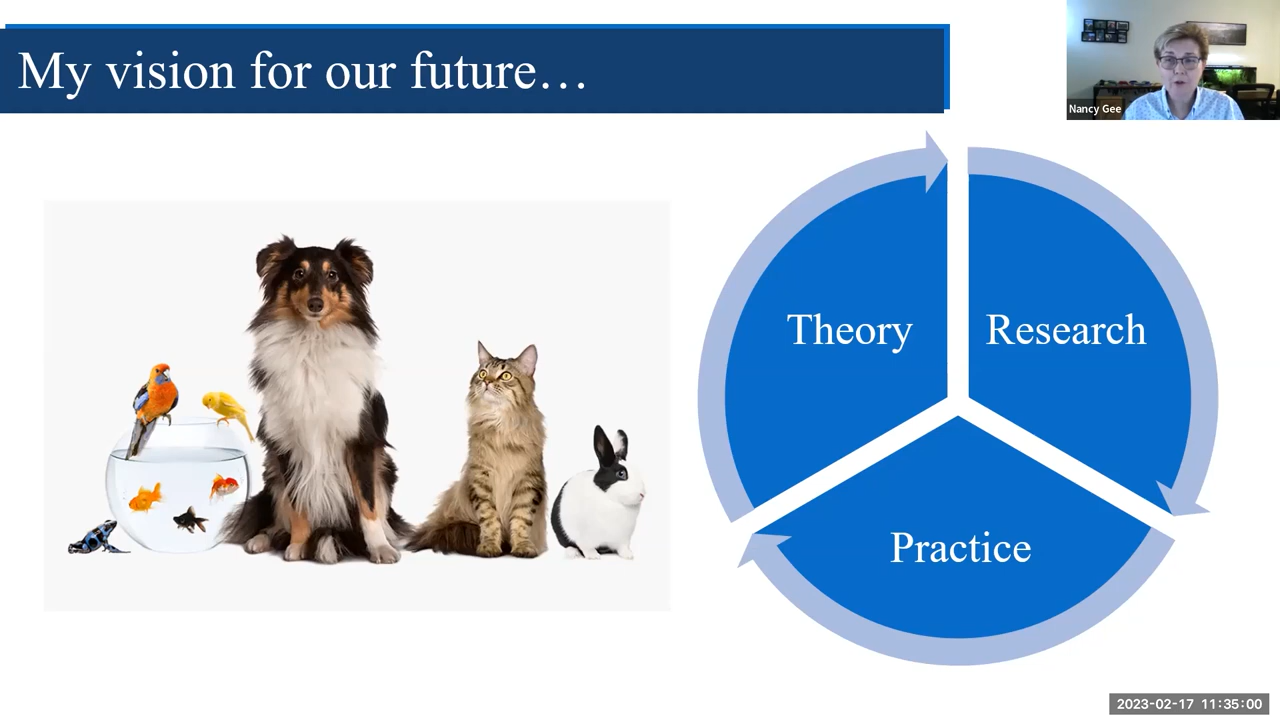 My vision for our future…
Nancy Gee
Theory
Research
Practice
2023-02-17 11:35:00